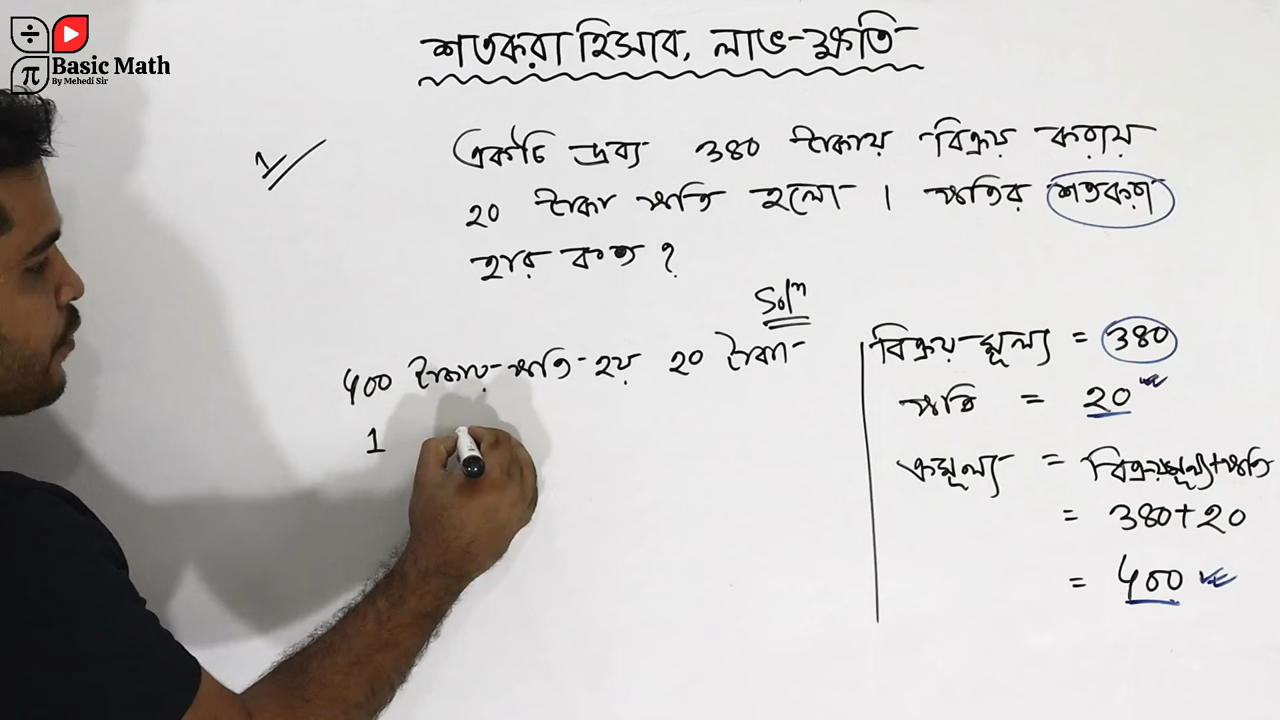 Basic Math
By Mehedi Sir
শতকরা হিসাব, লাভ-ক্ষতি
1
একটি দ্রব্য 380 টাকায় বিক্রয় করায়
20 টাকা ক্ষতি হলো। ক্ষতির শতকরা
হার কত?
Solⁿ
400 টাকায় ক্ষতি হয় 20 টাকা
1
বিক্রয়মূল্য = 380
ক্ষতি = 20
ক্রমূল্য = বিক্রয়মূল্য+ক্ষতি
= 380+20
= 400